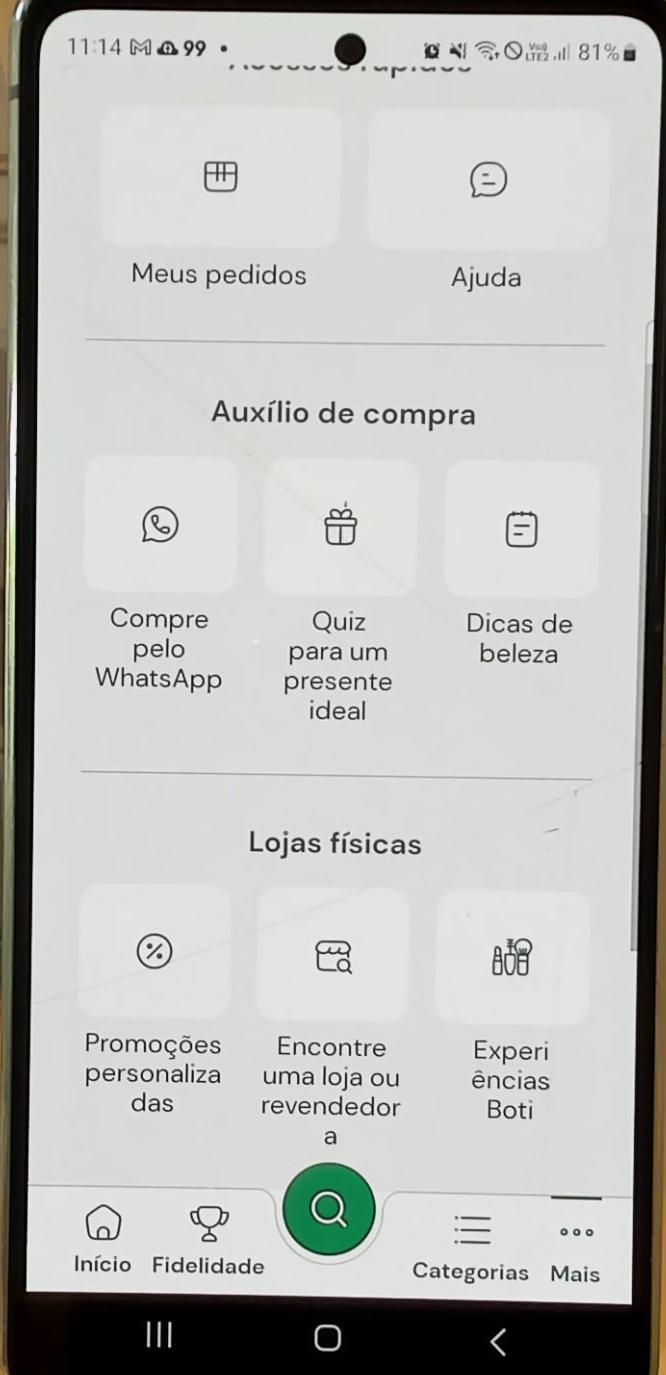 11:14 99
Vo))
LTE2
81%
Meus pedidos
Ajuda
Auxílio de compra
Compre
pelo
WhatsApp
Quiz
para um
presente
ideal
Dicas de
beleza
Lojas físicas
Promoções
personaliza
das
Encontre
uma loja ou
revendedor
a
Experi
ências
Boti
Início
Fidelidade
Categorias
Mais